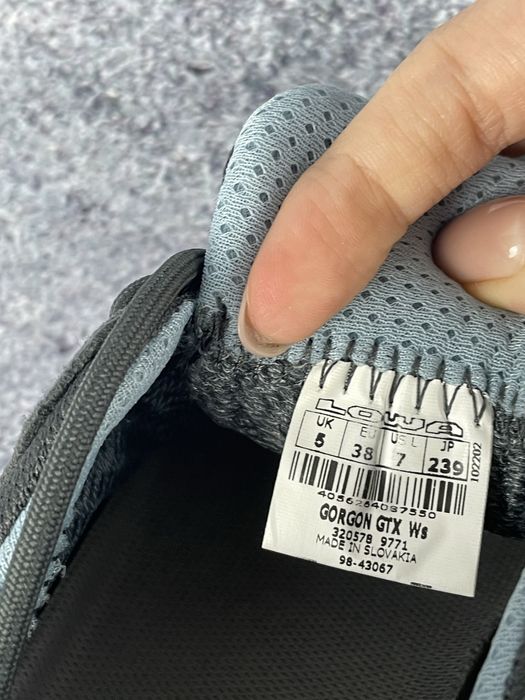 LOWA
UK EU US L JP
5 38 7 239
102202
GORGON GTX Ws
320578 9771
MADE IN SLOVAKIA
98-43067